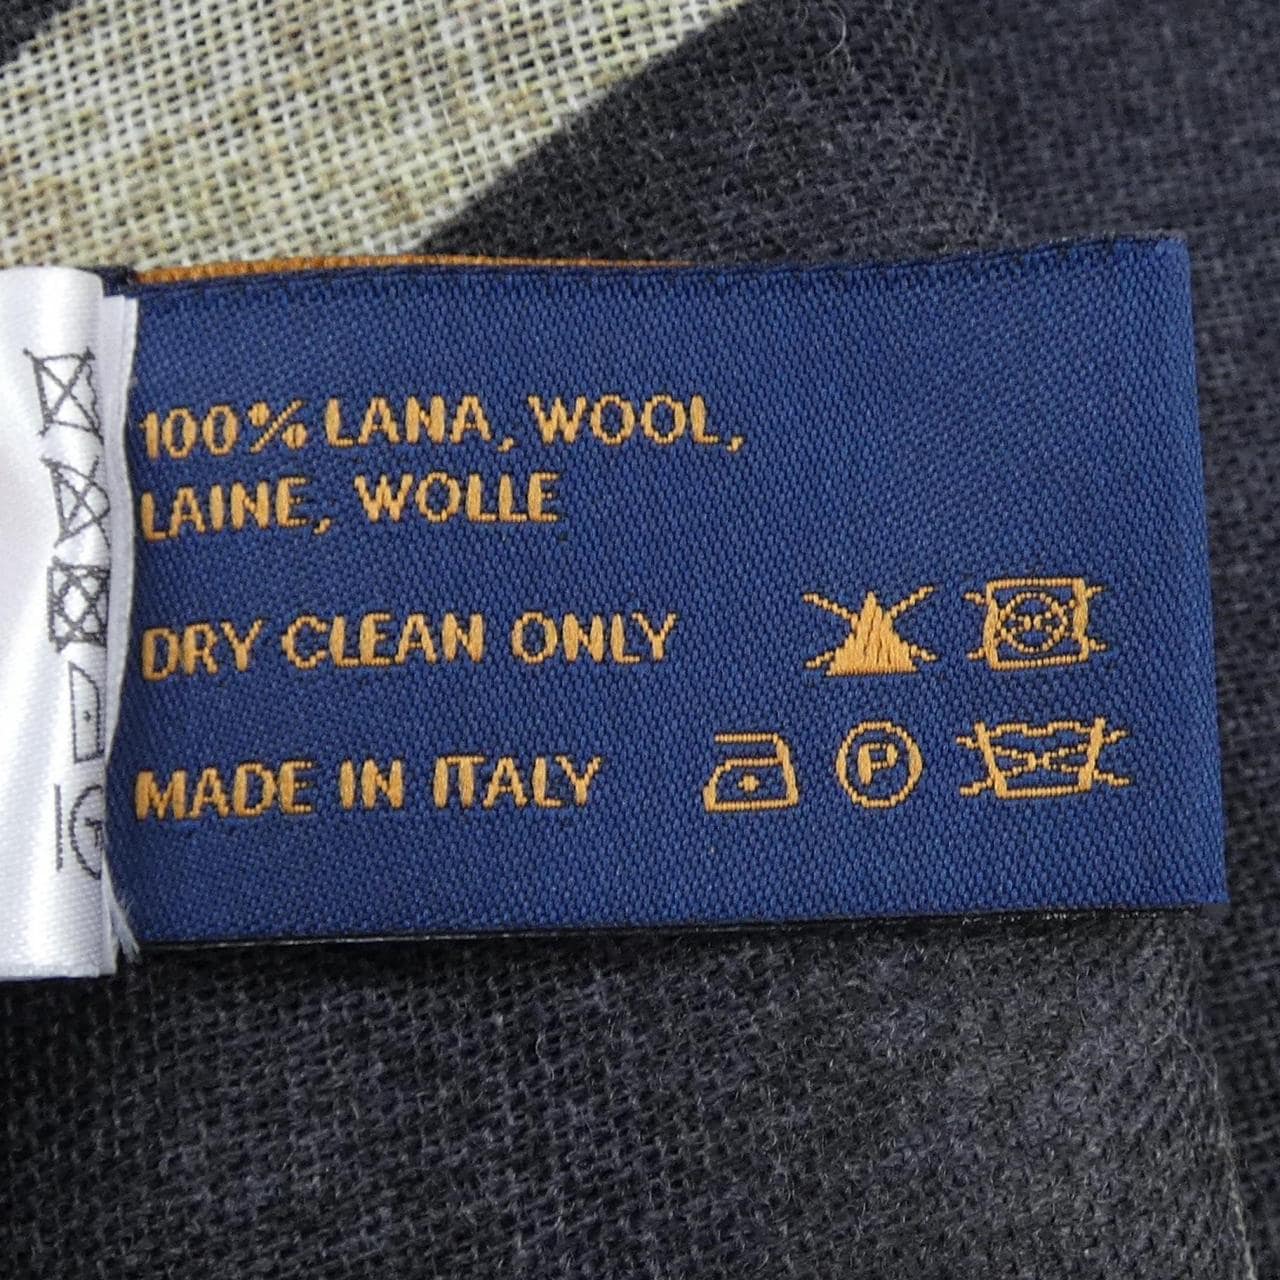 100% LANA, WOOL,
LAINE, WOLLE
DRY CLEAN ONLY
MADE IN ITALY
P